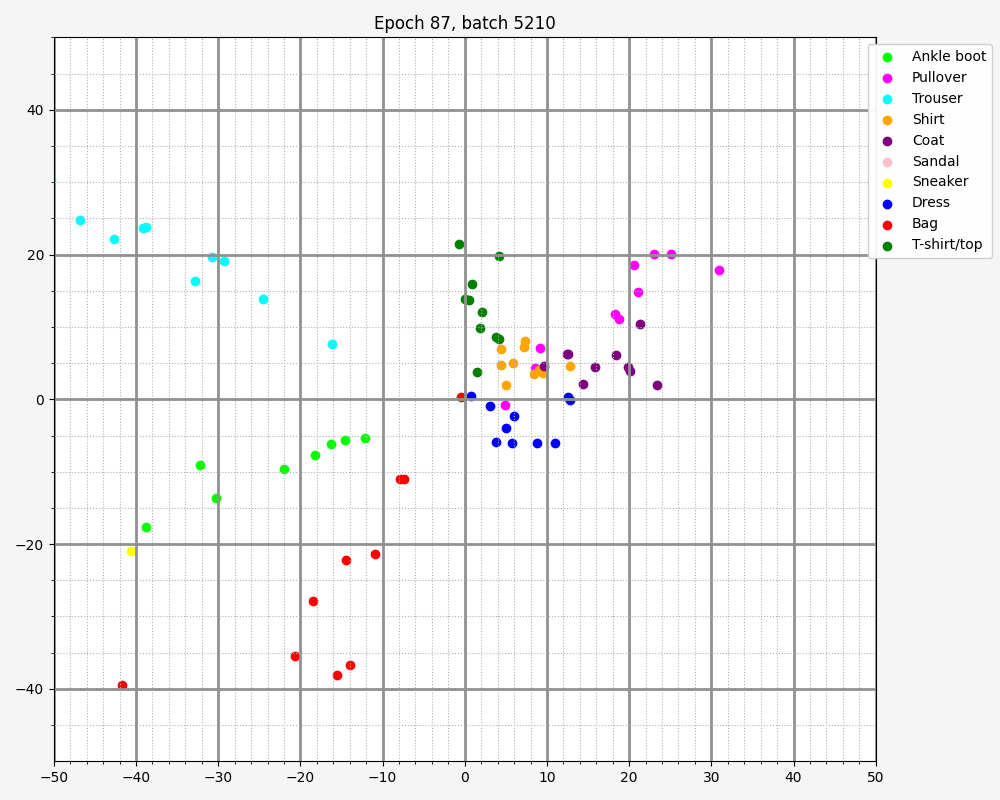 Epoch 87, batch 5210
Ankle boot
Pullover
Trouser
Shirt
Coat
Sandal
Sneaker
Dress
Bag
T-shirt/top
40
20
0
−20
−40
−50 −40 −30 −20 −10 0 10 20 30 40 50